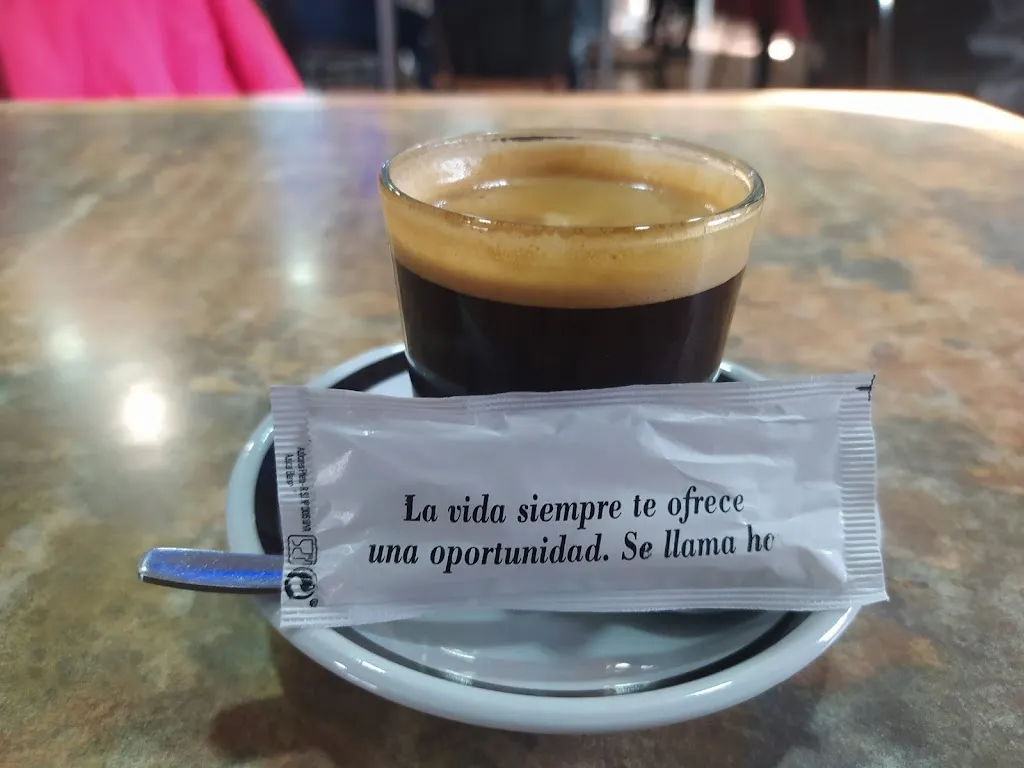 La vida siempre te ofrece
una oportunidad. Se llama ho